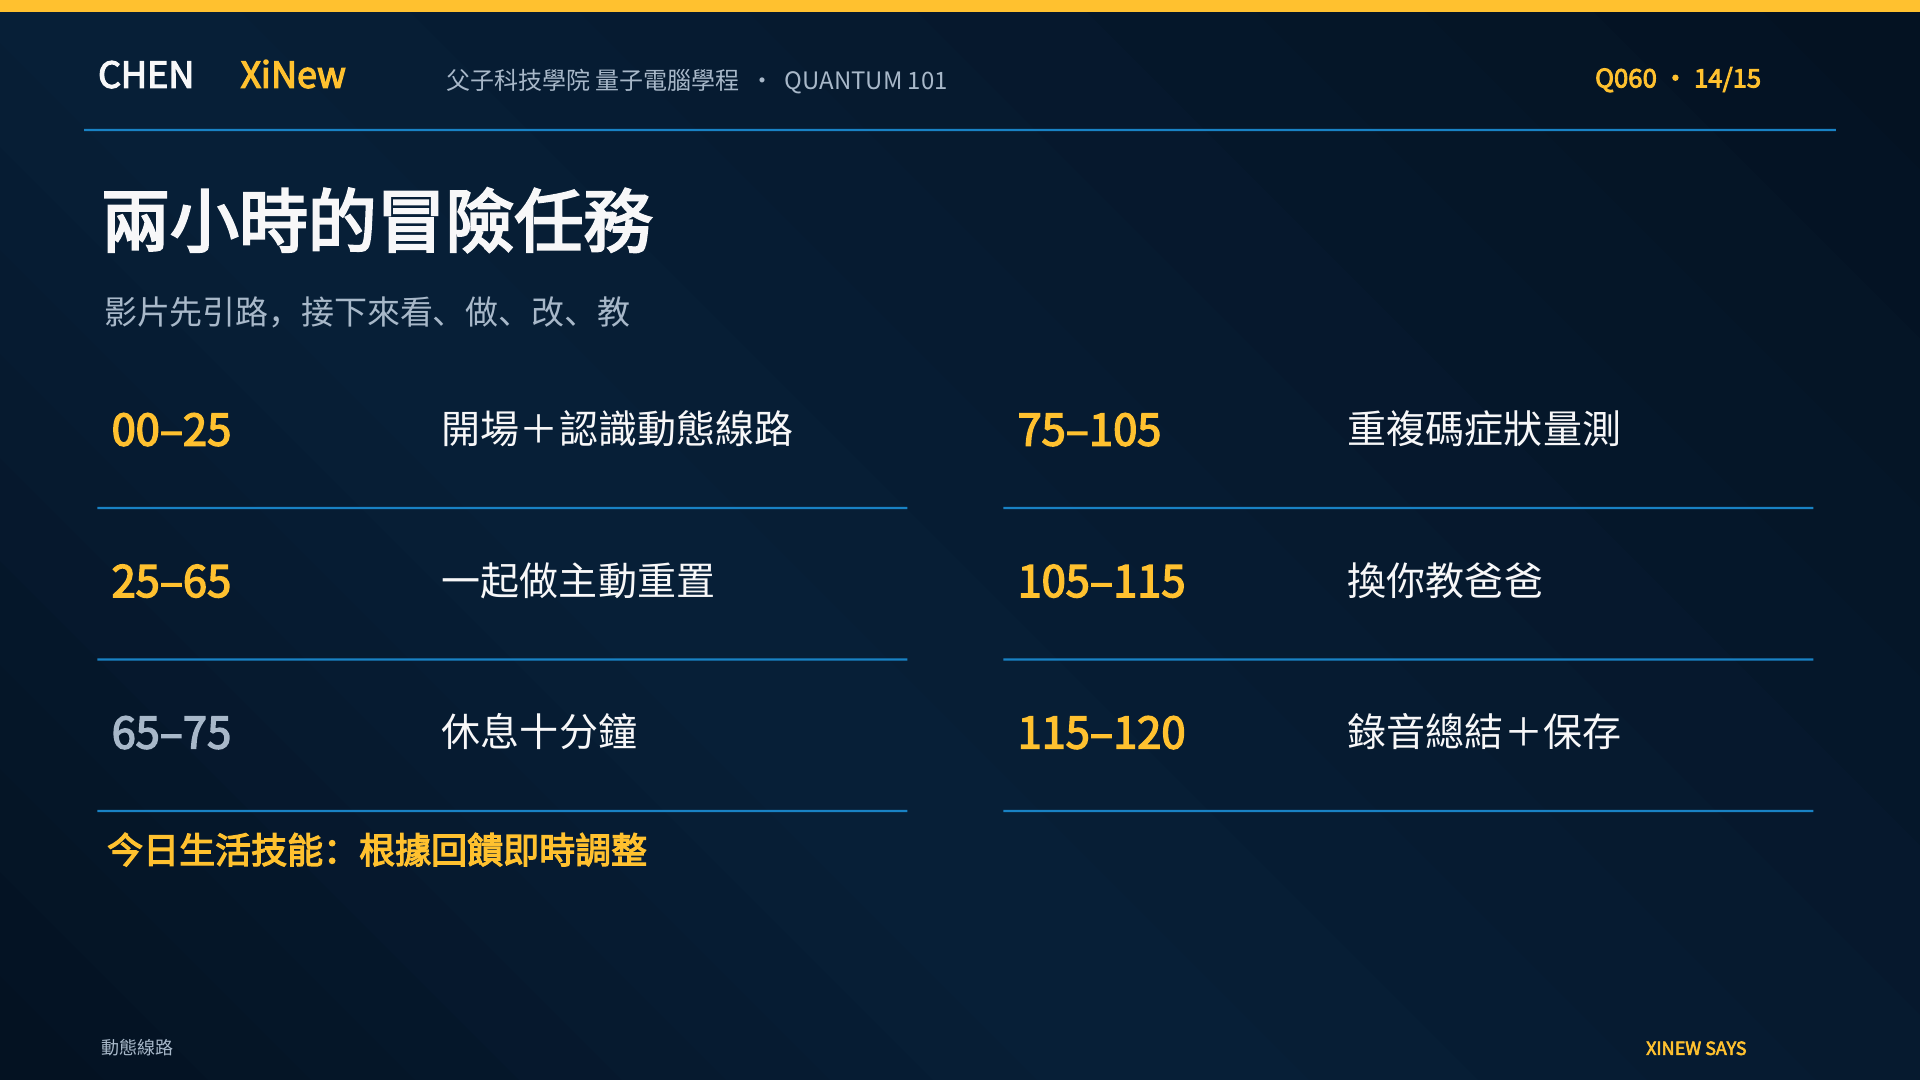 CHEN XiNew 父子科技學院 量子電腦學程 · QUANTUM 101 Q060 · 14/15
兩小時的冒險任務
影片先引路，接下來看、做、改、教
00–25 開場＋認識動態線路
25–65 一起做主動重置
65–75 休息十分鐘
75–105 重複碼症狀量測
105–115 換你教爸爸
115–120 錄音總結＋保存
今日生活技能：根據回饋即時調整
動態線路 XINEW SAYS